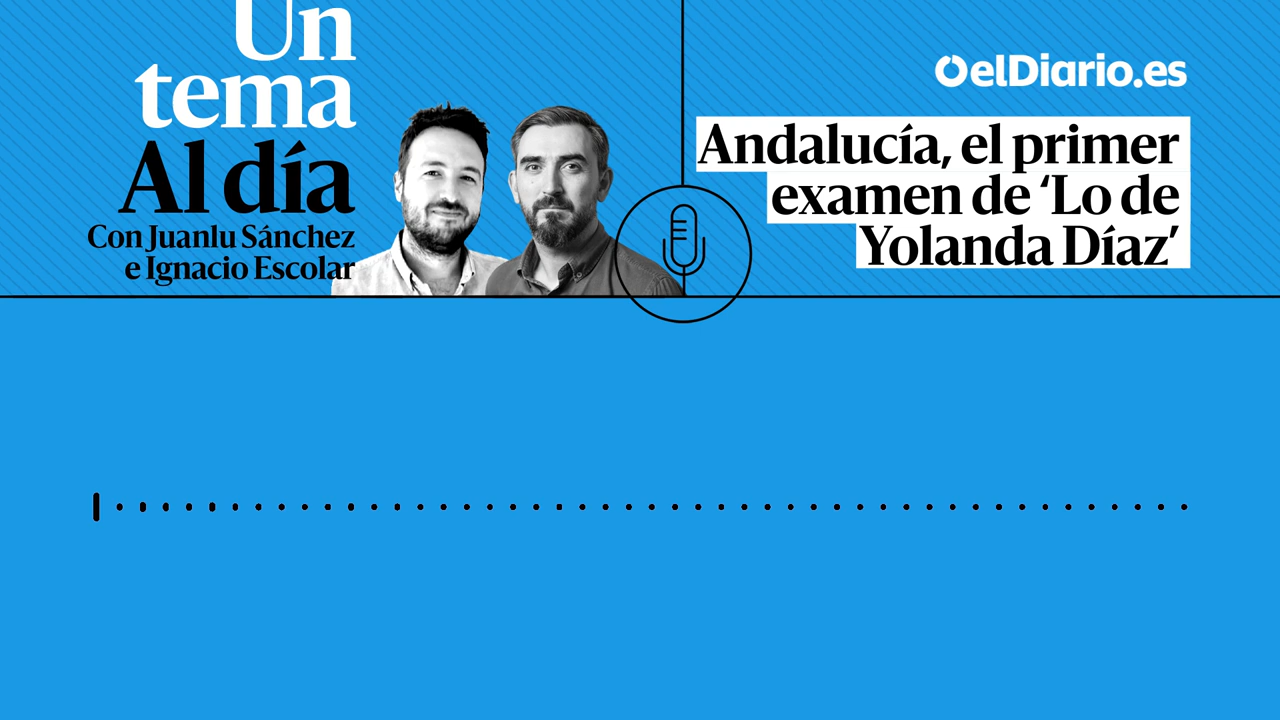 Un
tema
Al día
Con Juanlu Sánchez
e Ignacio Escolar
elDiario.es
Andalucía, el primer
examen de ‘Lo de
Yolanda Díaz’